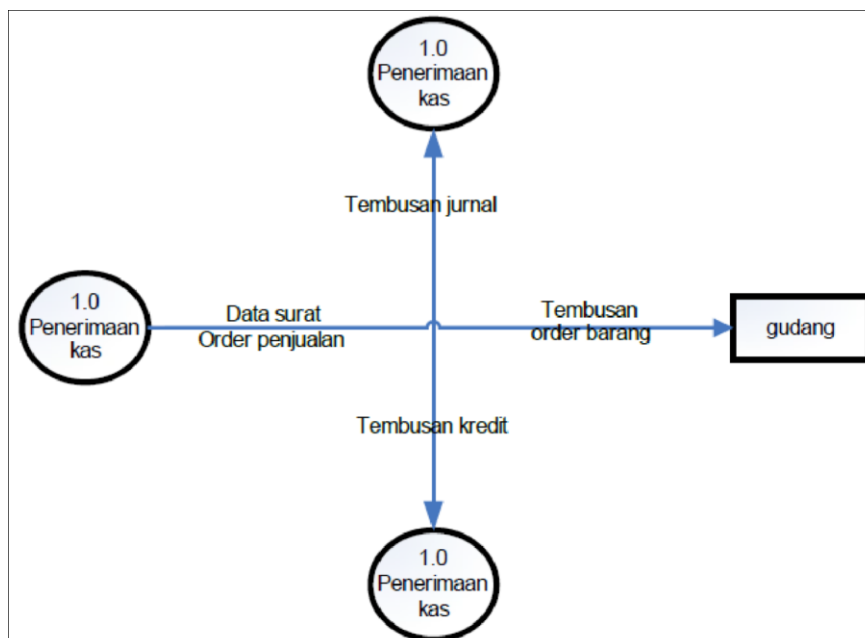 1.0
Penerimaan
kas
Tembusan jurnal
1.0
Penerimaan
kas
Data surat
Order penjualan
Tembusan
order barang
gudang
Tembusan kredit
1.0
Penerimaan
kas